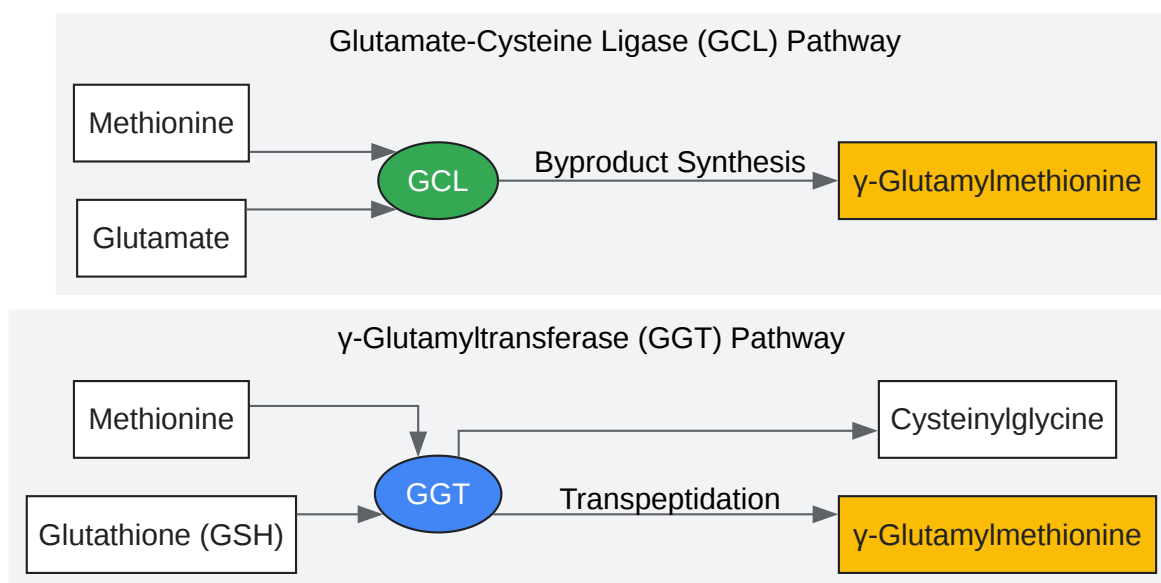 Glutamate-Cysteine Ligase (GCL) Pathway
Methionine
GCL
Byproduct Synthesis
γ-Glutamylmethionine
Glutamate
γ-Glutamyltransferase (GGT) Pathway
Methionine
Cysteinylglycine
GGT
Transpeptidation
Glutathione (GSH)
γ-Glutamylmethionine